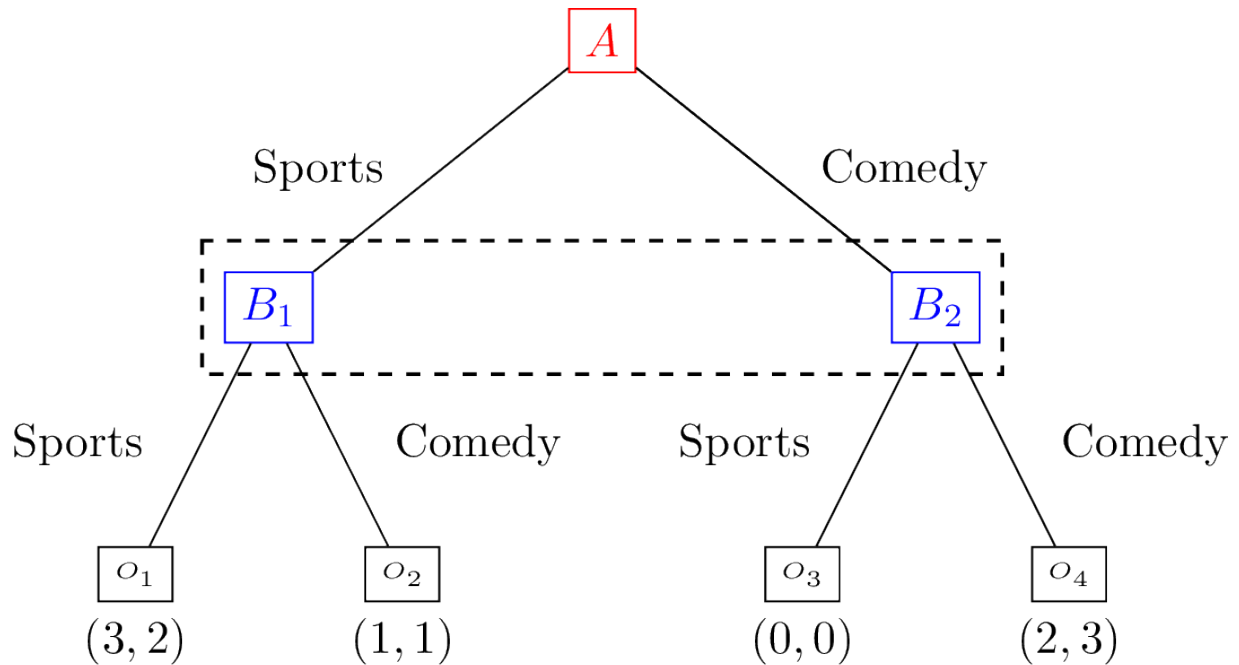 A
Sports Comedy
B₁ B₂
Sports Comedy Sports Comedy
o₁ o₂ o₃ o₄
(3, 2) (1, 1) (0, 0) (2, 3)